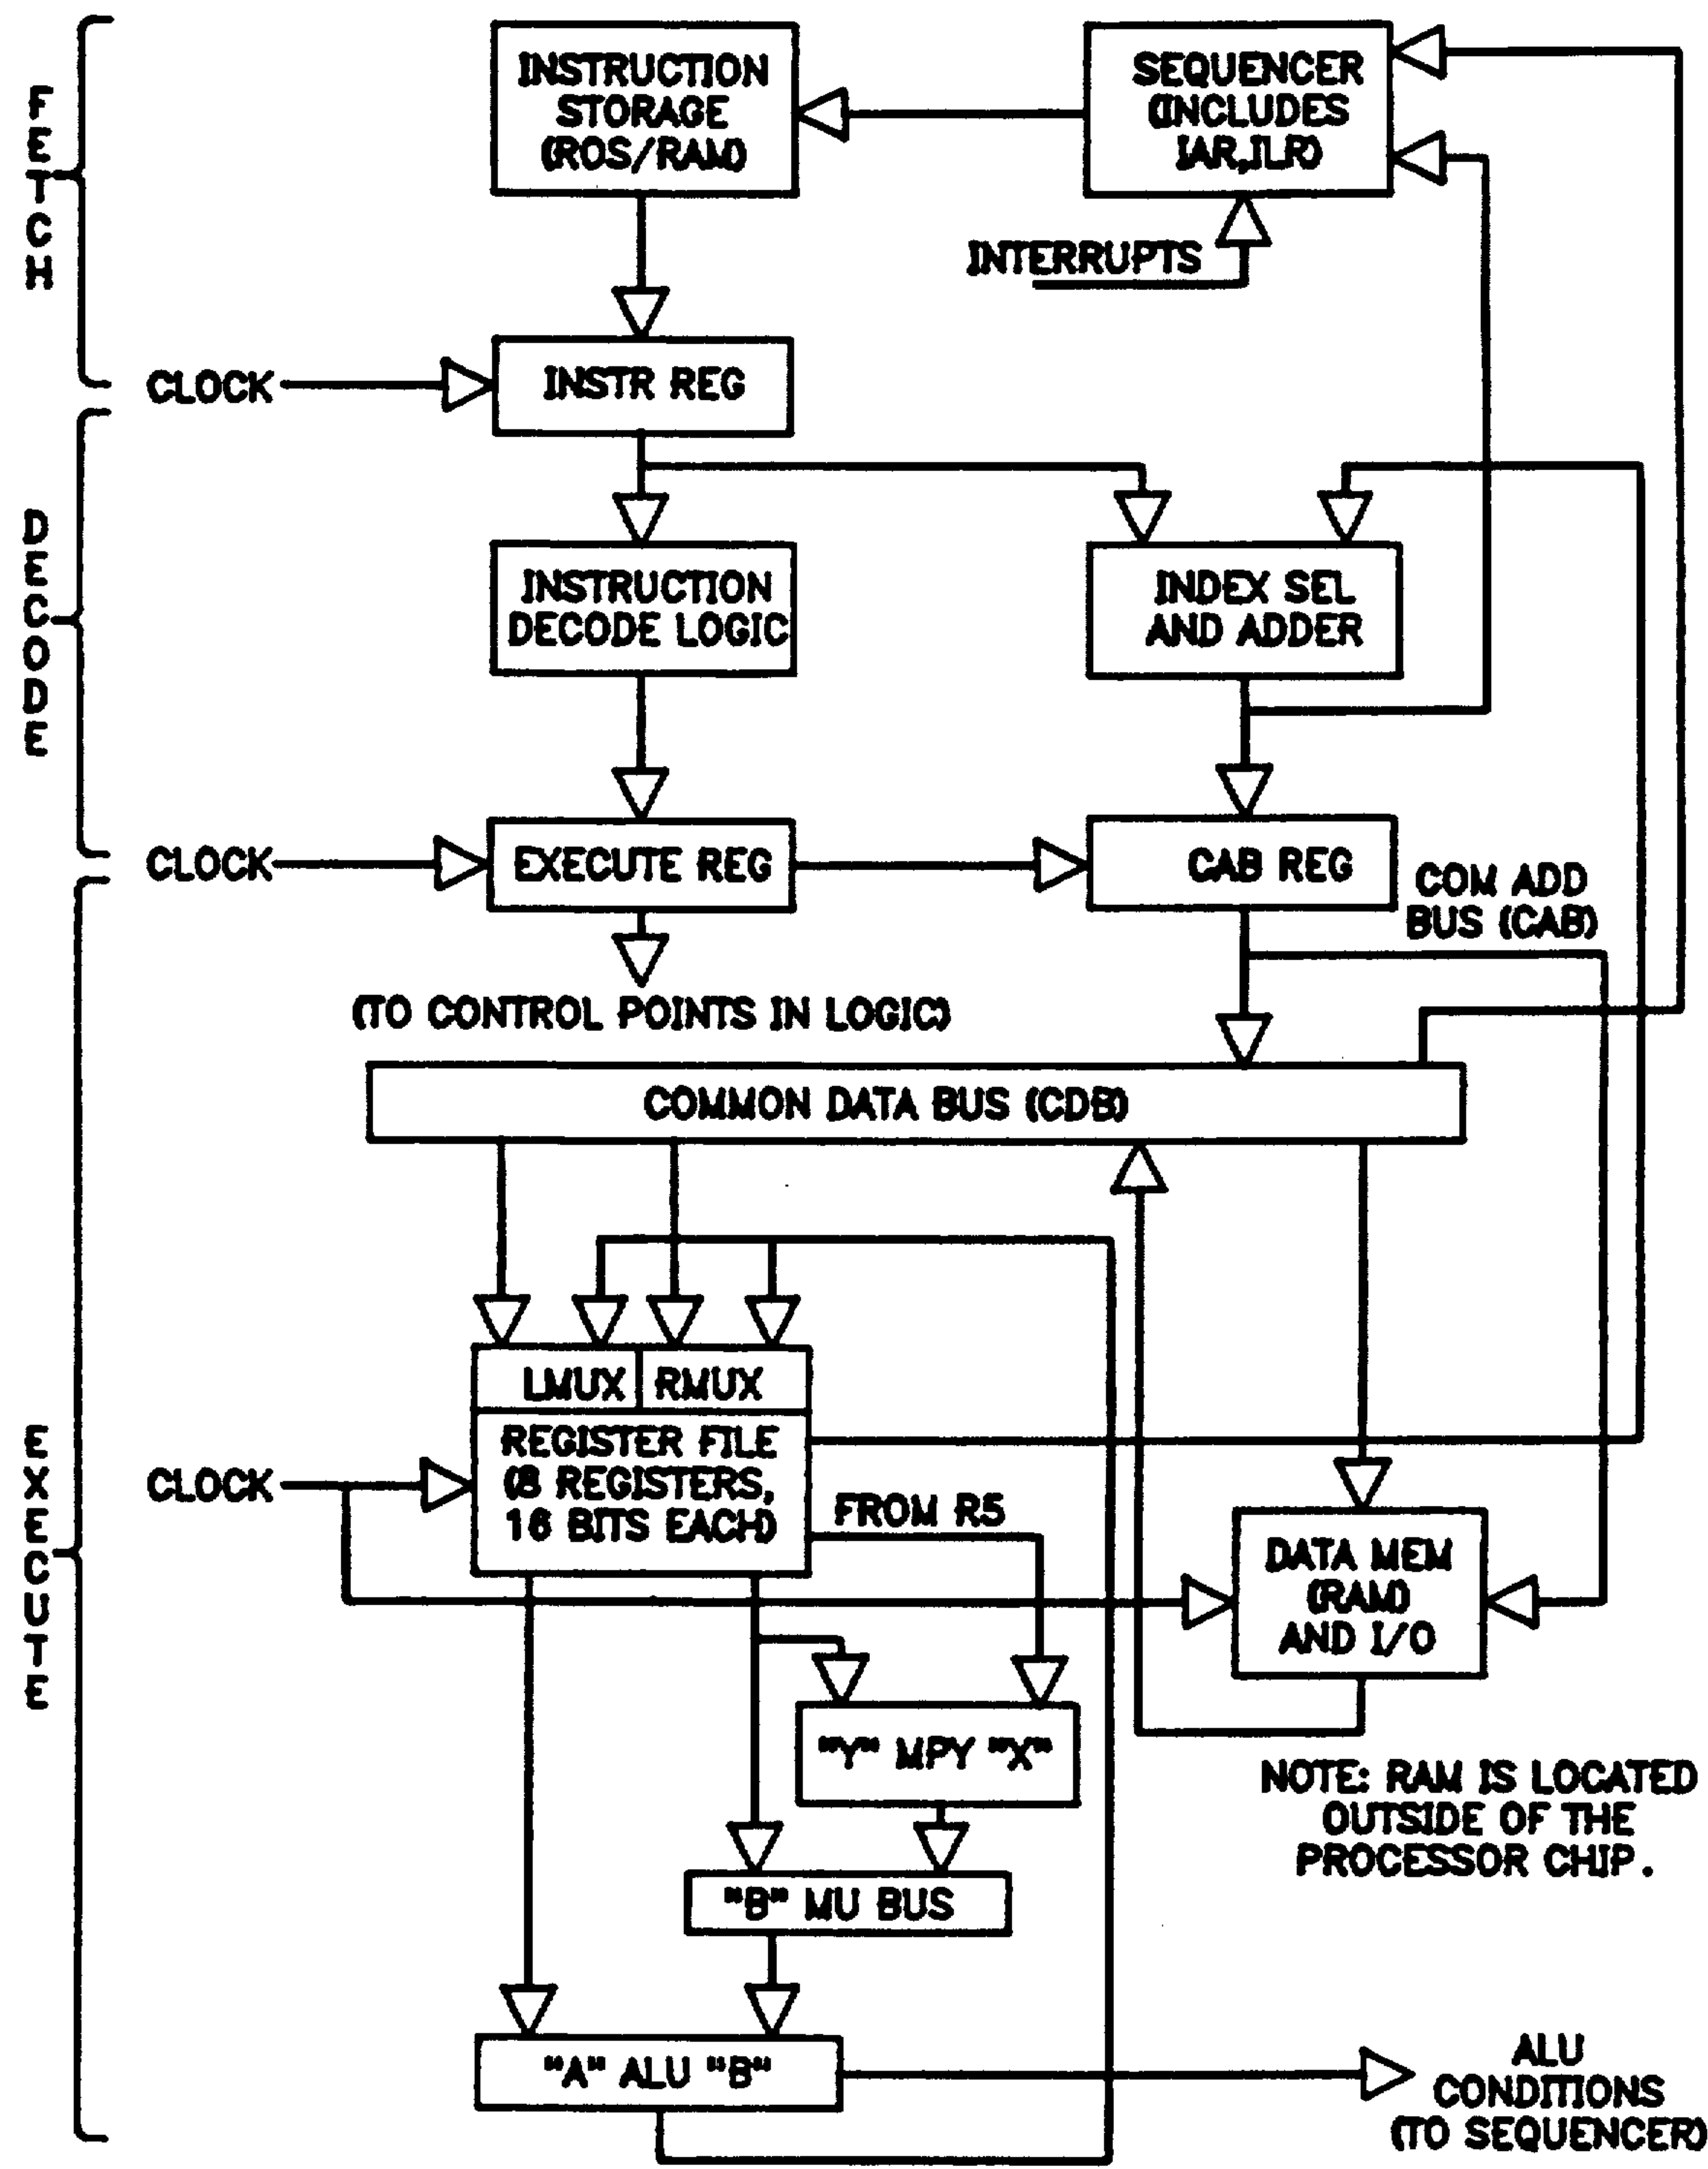 FETCH
INSTRUCTION
STORAGE
(ROS/RAM)
SEQUENCER
(INCLUDES
IAR,ILR)
INTERRUPTS
CLOCK
INSTR REG
DECODE
INSTRUCTION
DECODE LOGIC
INDEX SEL
AND ADDER
CLOCK
EXECUTE REG
CAB REG
COM ADD
BUS (CAB)
(TO CONTROL POINTS IN LOGIC)
COMMON DATA BUS (CDB)
EXECUTE
LMUX
RMUX
REGISTER FILE
(8 REGISTERS,
16 BITS EACH)
CLOCK
FROM R5
DATA MEM
(RAM)
AND I/O
"Y" MPY "X"
NOTE: RAM IS LOCATED
OUTSIDE OF THE
PROCESSOR CHIP.
"B" MU BUS
"A" ALU "B"
ALU
CONDITIONS
(TO SEQUENCER)